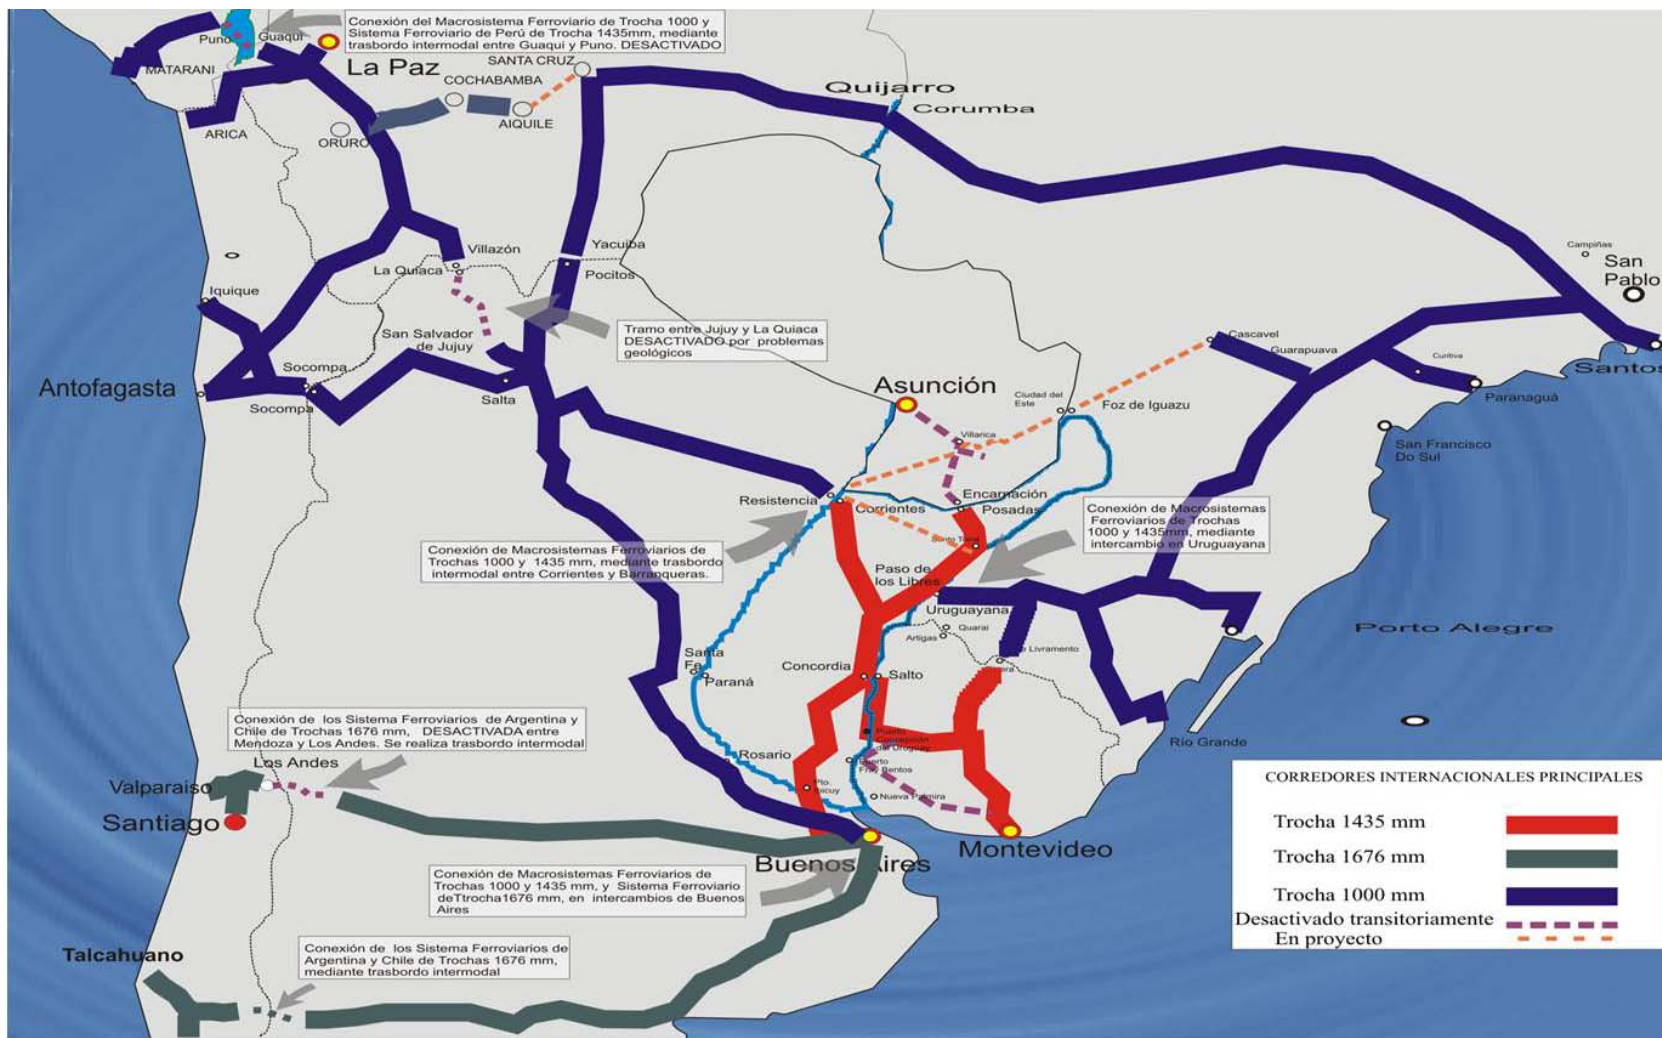 Conexión del Macrosistema Ferroviario de Trocha 1000 y
Sistema Ferroviario de Perú de Trocha 1435mm, mediante
trasbordo intermodal entre Guaqui y Puno. DESACTIVADO
Puno
Guaqui
MATARANI
La Paz
SANTA CRUZ
COCHABAMBA
AIQUILE
ORURO
ARICA
Quijarro
Corumba
Villazón
La Quiaca
Yacuiba
Pocitos
Campiñas
San
Pablo
Iquique
San Salvador
de Jujuy
Tramo entre Jujuy y La Quiaca
DESACTIVADO por problemas
geológicos
Cascavel
Guarapuava
Curitiva
Santos
Paranaguá
Antofagasta
Socompa
Socompa
Salta
Asunción
Ciudad del
Este
Foz de Iguazu
Villarica
San Francisco
Do Sul
Resistencia
Corrientes
Encarnación
Posadas
Conexión de Macrosistemas
Ferroviarios de Trochas
1000 y 1435mm, mediante
intercambio en Uruguayana
Conexión de Macrosistemas Ferroviarios de
Trochas 1000 y 1435 mm, mediante trasbordo
intermodal entre Corrientes y Barranqueras.
Paso de
los Libres
Uruguayana
Quarai
Artigas
Livramento
Porto Alegre
Santa
Fe
Paraná
Concordia
Salto
Conexión de los Sistema Ferroviarios de Argentina y
Chile de Trochas 1676 mm, DESACTIVADA entre
Mendoza y Los Andes. Se realiza trasbordo intermodal
Puerto
Concepción
del Uruguay
Río Grande
Los Andes
Rosario
Puerto
Fray Bentos
Valparaiso
Pto.
Nueva Palmira
Santiago
Buenos Aires
Montevideo
Conexión de Macrosistemas Ferroviarios de
Trochas 1000 y 1435 mm, y Sistema Ferroviario
deTtrocha1676 mm, en intercambios de Buenos
Aires
Talcahuano
Conexión de los Sistema Ferroviarios de
Argentina y Chile de Trochas 1676 mm,
mediante trasbordo intermodal
CORREDORES INTERNACIONALES PRINCIPALES
Trocha 1435 mm
Trocha 1676 mm
Trocha 1000 mm
Desactivado transitoriamente
En proyecto